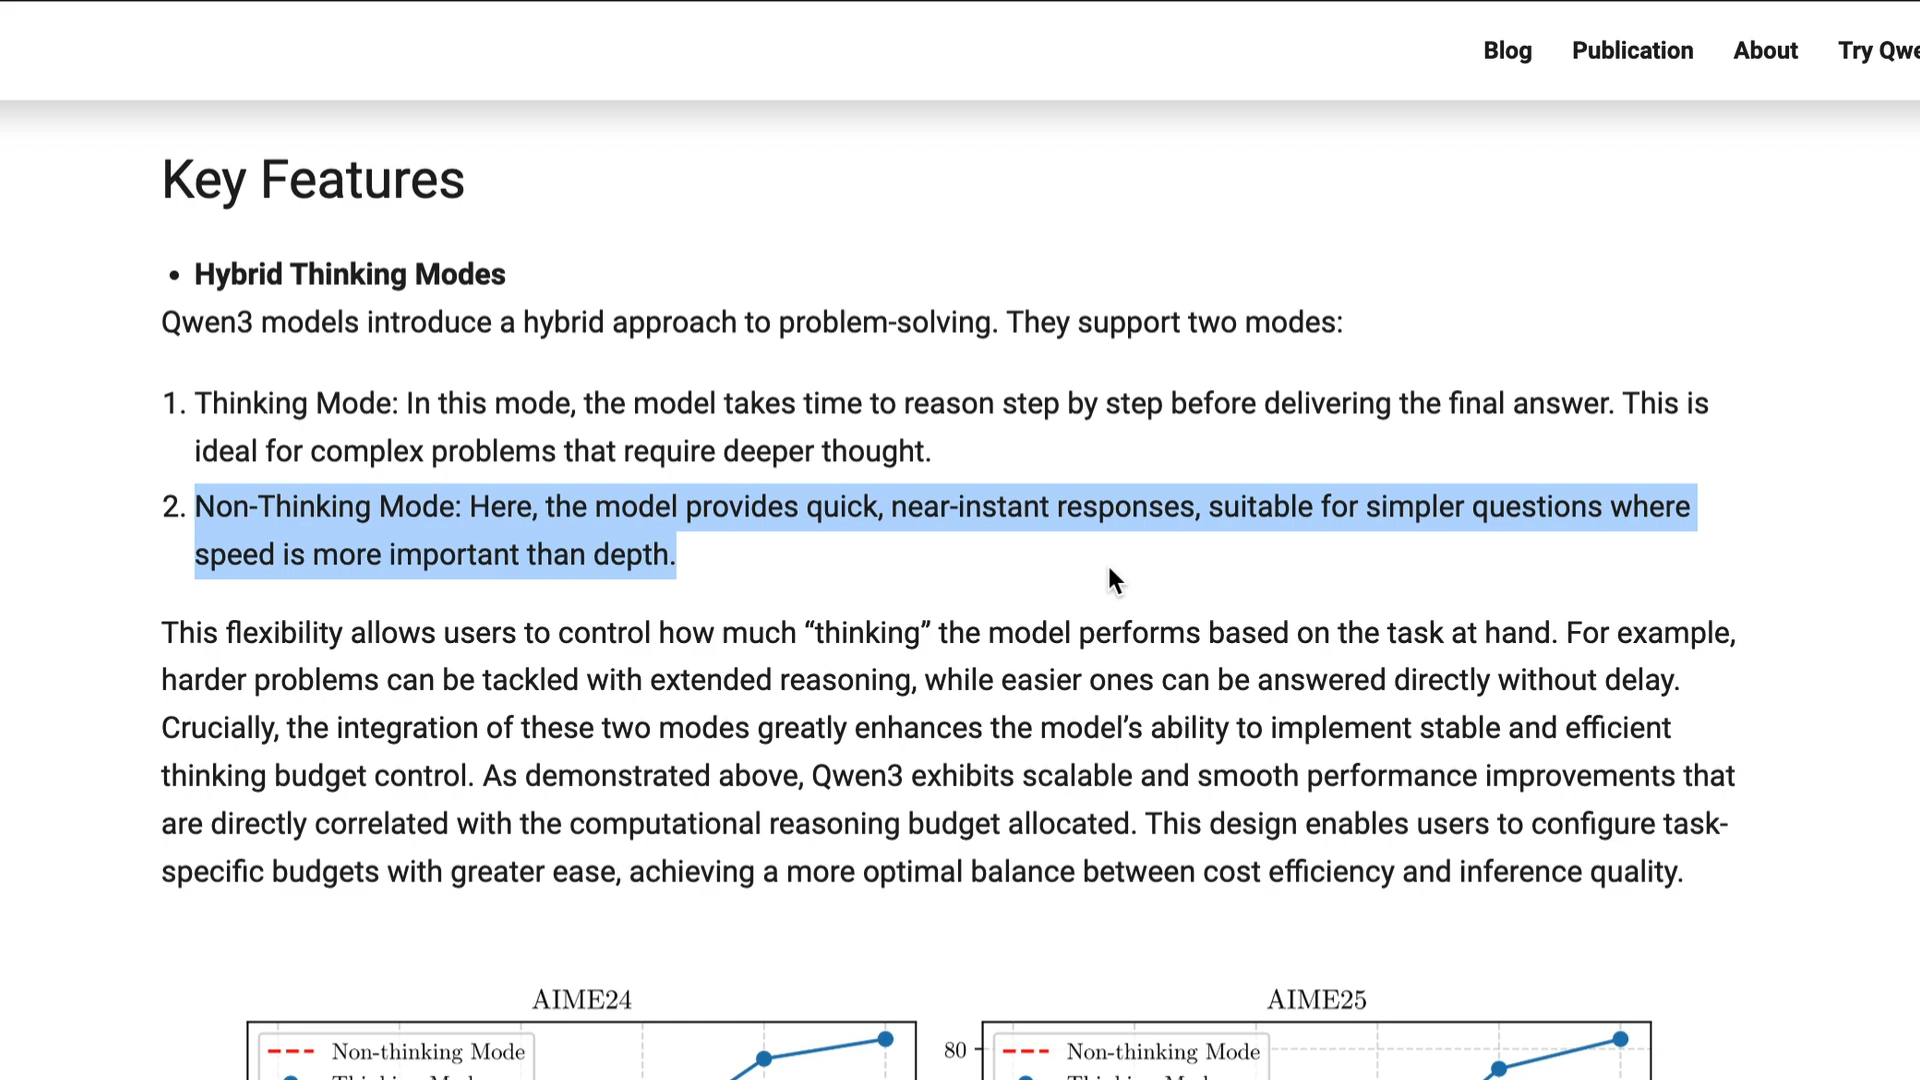 Blog Publication About Try Qwe
Key Features
• Hybrid Thinking Modes
Qwen3 models introduce a hybrid approach to problem-solving. They support two modes:
1. Thinking Mode: In this mode, the model takes time to reason step by step before delivering the final answer. This is
ideal for complex problems that require deeper thought.
2. Non-Thinking Mode: Here, the model provides quick, near-instant responses, suitable for simpler questions where
speed is more important than depth.
This flexibility allows users to control how much “thinking” the model performs based on the task at hand. For example,
harder problems can be tackled with extended reasoning, while easier ones can be answered directly without delay.
Crucially, the integration of these two modes greatly enhances the model’s ability to implement stable and efficient
thinking budget control. As demonstrated above, Qwen3 exhibits scalable and smooth performance improvements that
are directly correlated with the computational reasoning budget allocated. This design enables users to configure task-
specific budgets with greater ease, achieving a more optimal balance between cost efficiency and inference quality.
AIME24
Non-thinking Mode
AIME25
80
Non-thinking Mode